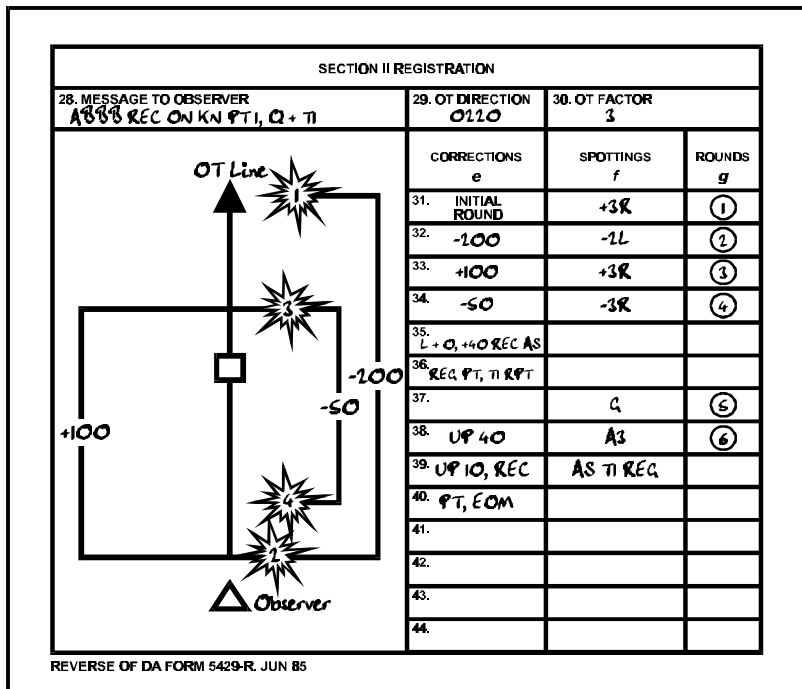 SECTION II REGISTRATION
28. MESSAGE TO OBSERVER
A8BB REC ON KN PT 1, Q + TI
29. OT DIRECTION
0220
30. OT FACTOR
3
OT Line
1
3
-200
-50
+100
4
2
Observer
CORRECTIONS
e
SPOTTINGS
f
ROUNDS
g
31. INITIAL ROUND +3R 1
32. -200 -2L 2
33. +100 +3R 3
34. -50 -3R 4
35. L + 0, +40 REC AS
36. REG PT, TI RPT
37. G 5
38. UP 40 A3 6
39. UP 10, REC AS TI REG
40. PT, EOM
41.
42.
43.
44.
REVERSE OF DA FORM 5429-R. JUN 85